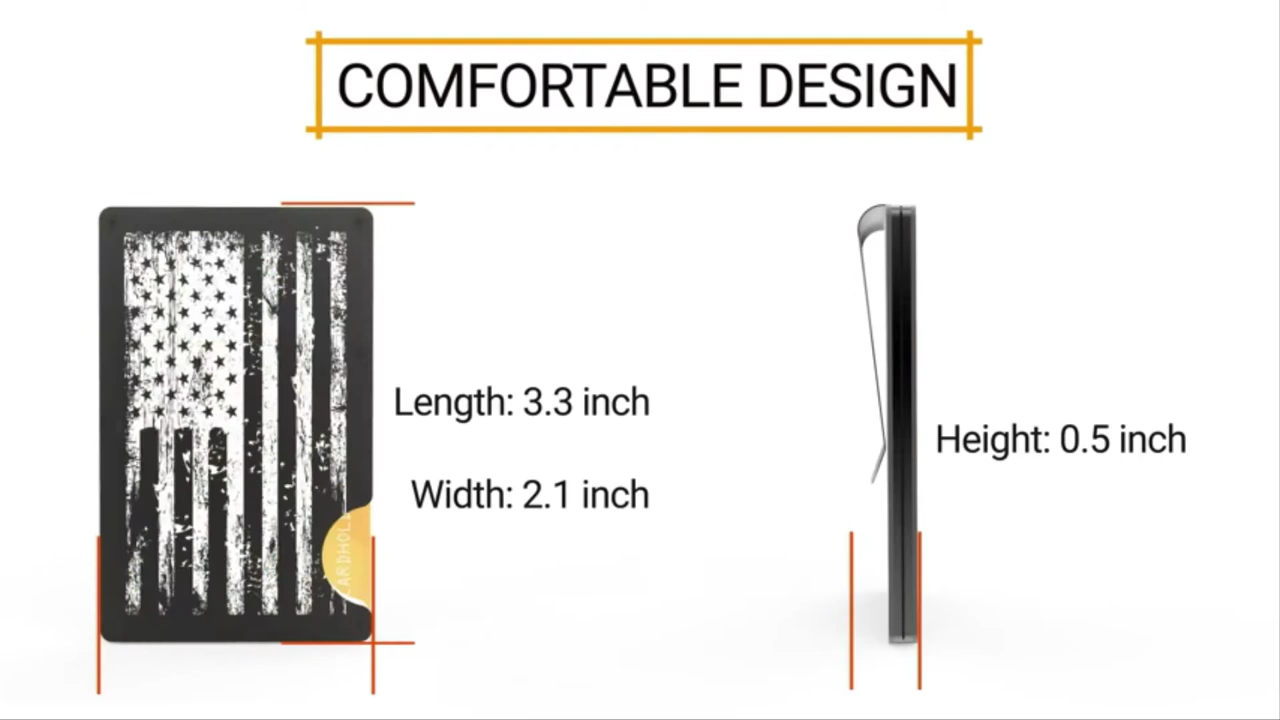 COMFORTABLE DESIGN
Length: 3.3 inch
Width: 2.1 inch
Height: 0.5 inch